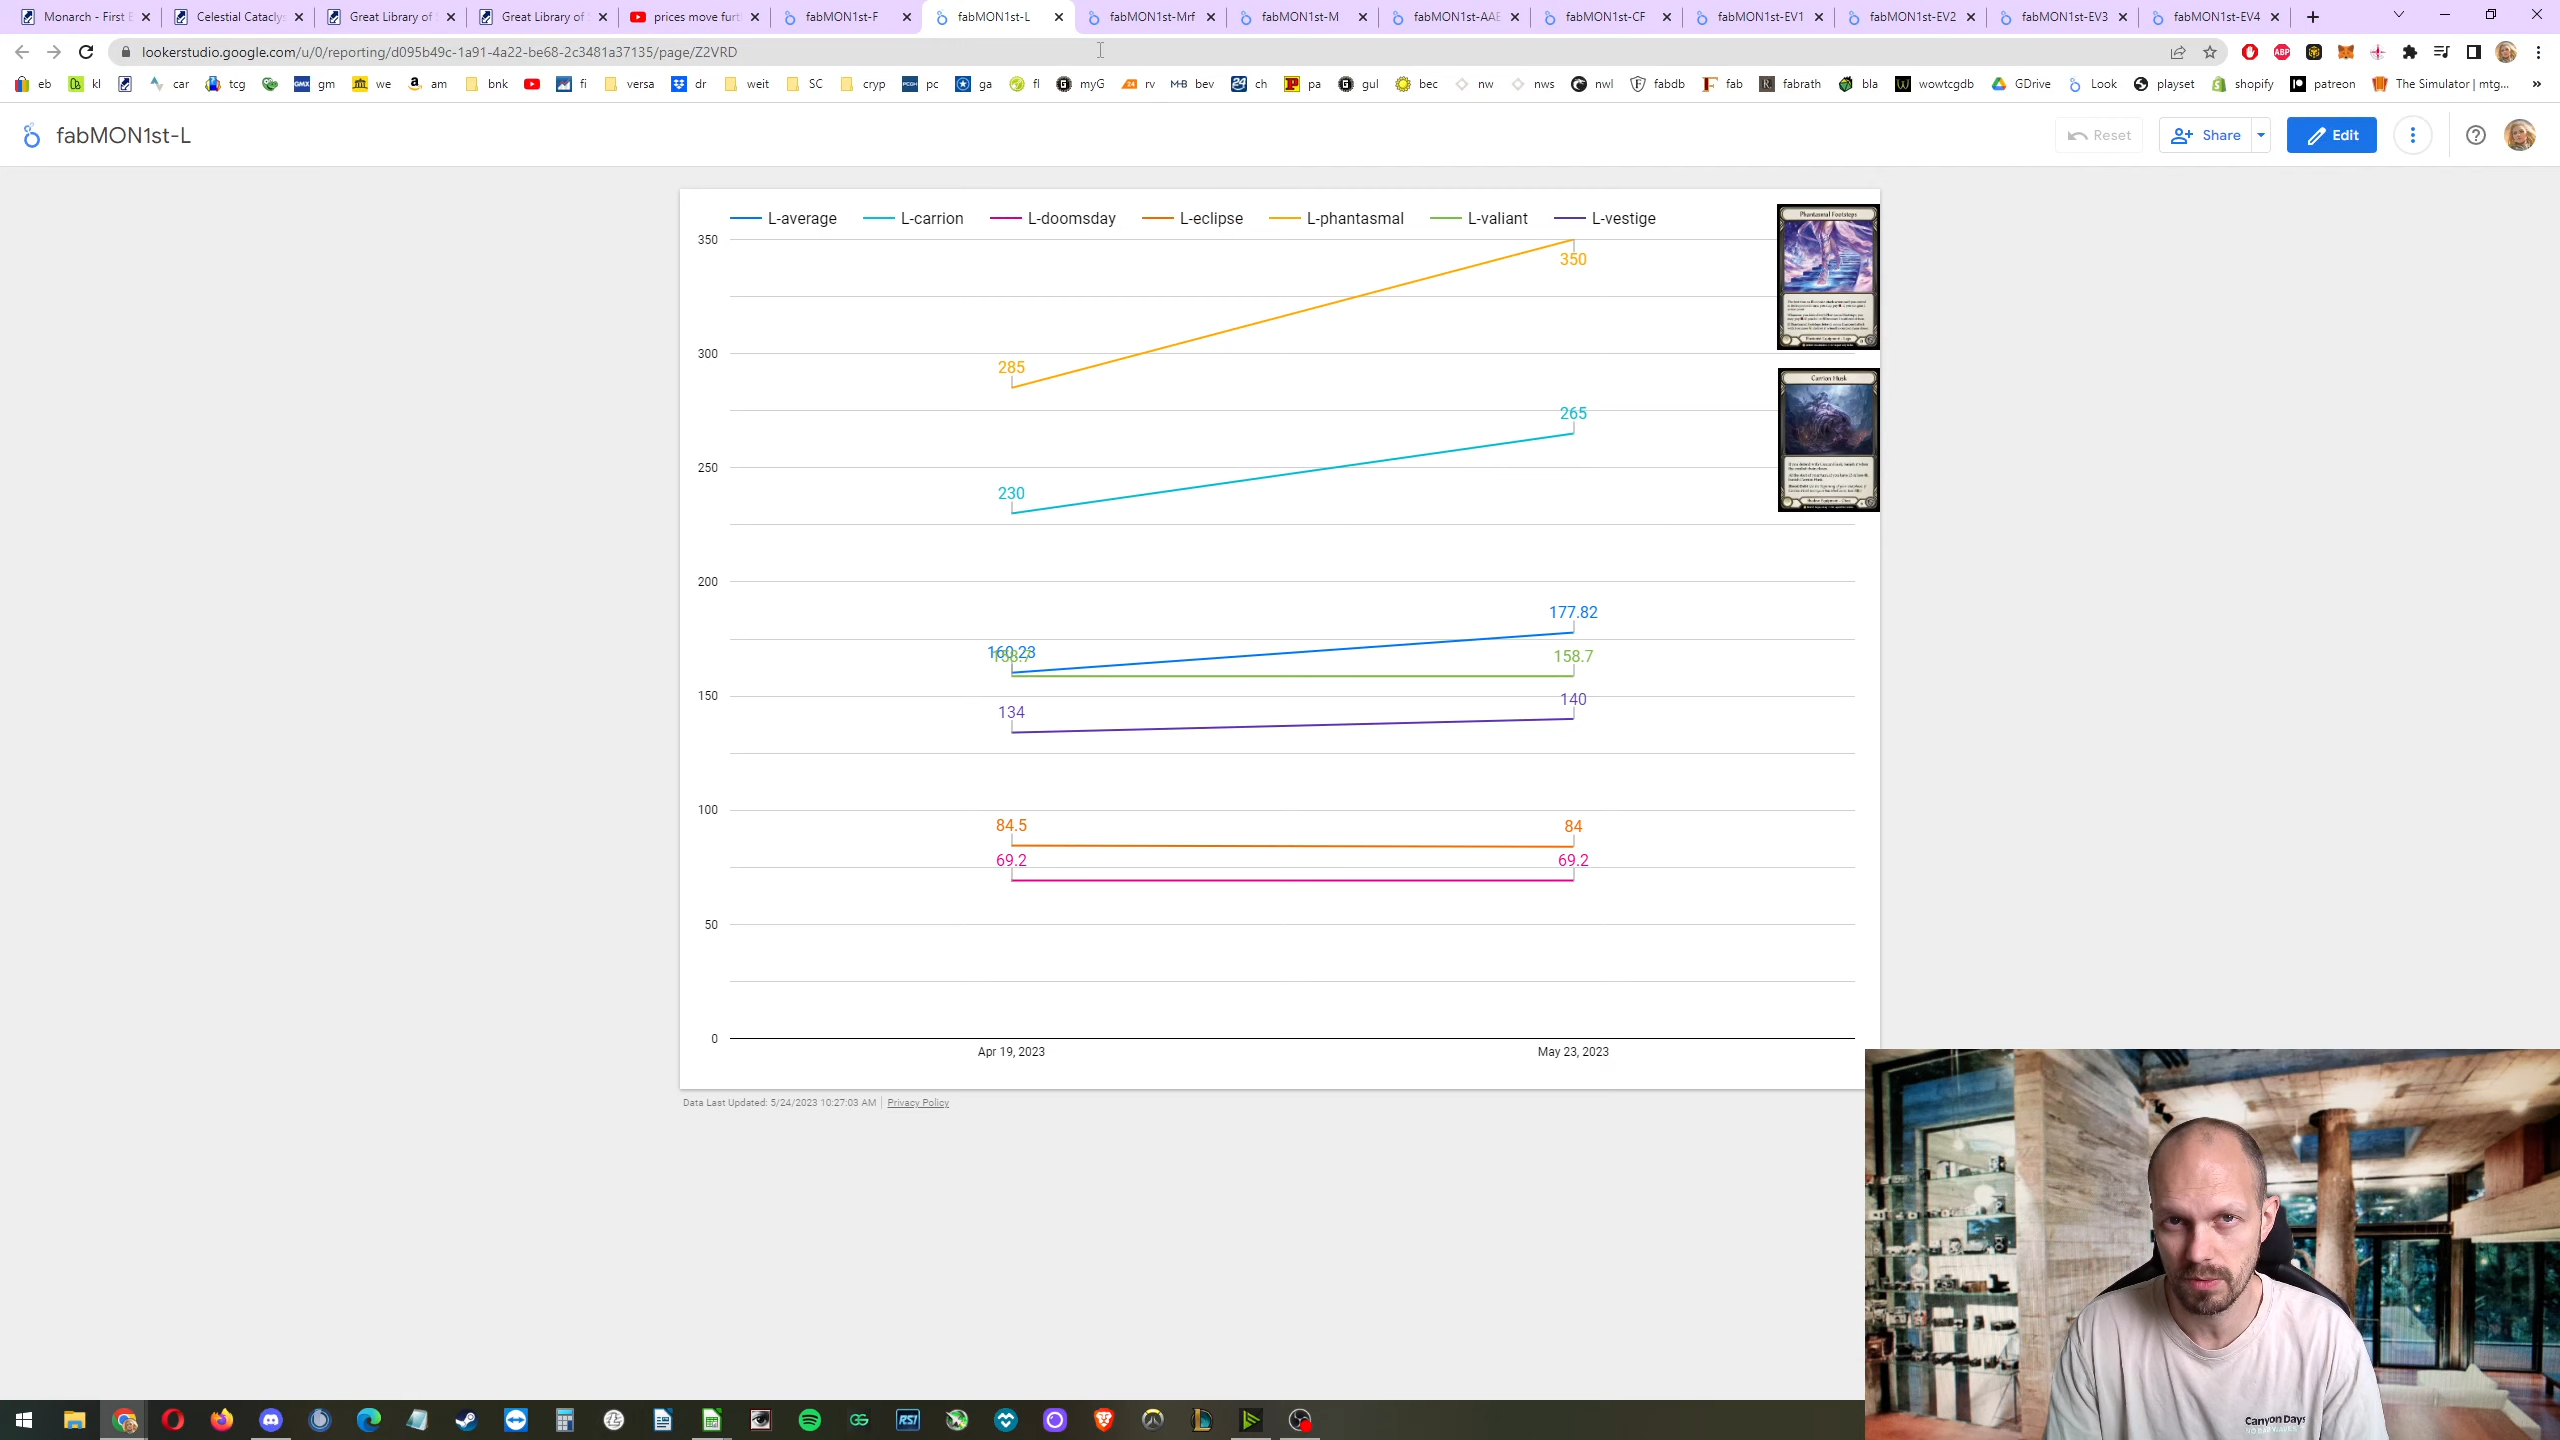 Monarch - First E
Celestial Cataclys
Great Library of
Great Library of
prices move furt
fabMON1st-F
fabMON1st-L
fabMON1st-Mrf
fabMON1st-M
fabMON1st-AAE
fabMON1st-CF
fabMON1st-EV1
fabMON1st-EV2
fabMON1st-EV3
fabMON1st-EV4
lookerstudio.google.com/u/0/reporting/d095b49c-1a91-4a22-be68-2c3481a37135/page/Z2VRD
eb kl car tcg gm we am bnk fi versa dr weit SC cryp pc ga fl myG rv bev ch pa gul bec nw nws nwl fabdb fab fabrath bla wowtcgdb GDrive Look playset shopify patreon The Simulator | mtg... »
fabMON1st-L
Reset
Share
Edit
L-average L-carrion L-doomsday L-eclipse L-phantasmal L-valiant L-vestige
Phantasmal Footsteps
Carrion Husk
350
300
250
200
150
100
50
0
285
350
230
265
160.23
177.82
158.7
158.7
134
140
84.5
84
69.2
69.2
Apr 19, 2023
May 23, 2023
Data Last Updated: 5/24/2023 10:27:03 AM
Privacy Policy
RSI
Canyon Days